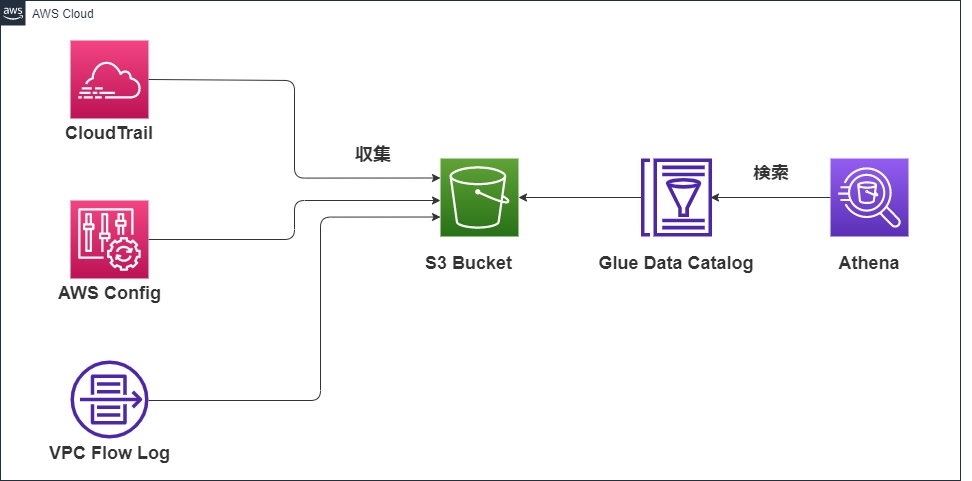 aws
AWS Cloud
CloudTrail
収集
検索
AWS Config
S3 Bucket
Glue Data Catalog
Athena
VPC Flow Log